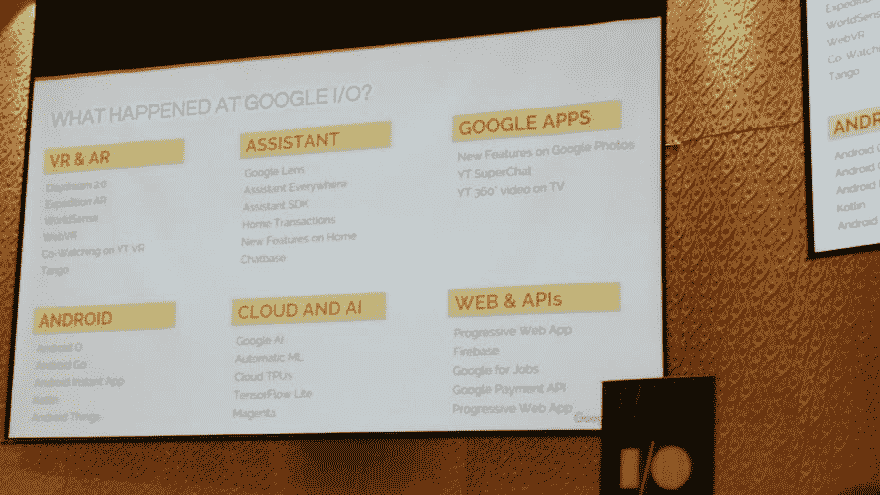 WHAT HAPPENED AT GOOGLE I/O?
VR & AR
Daydream 2.0
Expedition AR
WorldSense
WebVR
Co-Watching on YT VR
Tango
ASSISTANT
Google Lens
Assistant Everywhere
Assistant SDK
Home Transactions
New Features on Home
Chatbase
GOOGLE APPS
New Features on Google Photos
YT SuperChat
YT 360° video on TV
ANDROID
Android O
Android Go
Android Instant App
Kotlin
Android Things
CLOUD AND AI
Google AI
Automatic ML
Cloud TPUs
TensorFlow Lite
Magenta
WEB & APIs
Progressive Web App
Firebase
Google for Jobs
Google Payment API
Progressive Web App
Goog
Expedition
WorldSens
WebVR
Co-Watchin
Tango
ANDR
Android
Android
Android
Kotlin
Android
I/O